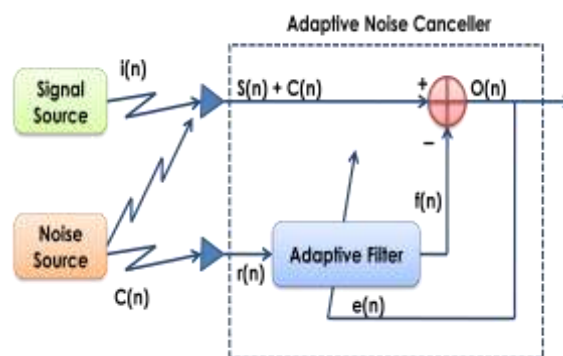 Adaptive Noise Canceller
i(n)
Signal
Source
S(n) + C(n)
+
O(n)
−
f(n)
Noise
Source
Adaptive Filter
r(n)
C(n)
e(n)